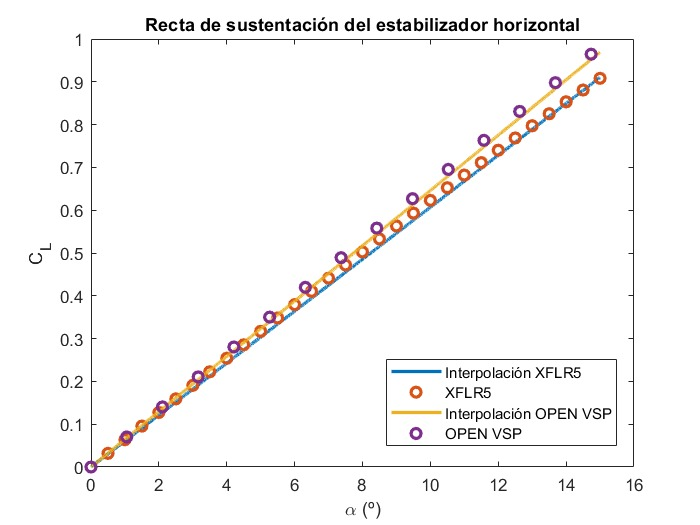 Recta de sustentación del estabilizador horizontal
1
0.9
0.8
0.7
0.6
0.5
0.4
0.3
0.2
0.1
0
C_L
0 2 4 6 8 10 12 14 16
α (º)
Interpolación XFLR5
XFLR5
Interpolación OPEN VSP
OPEN VSP